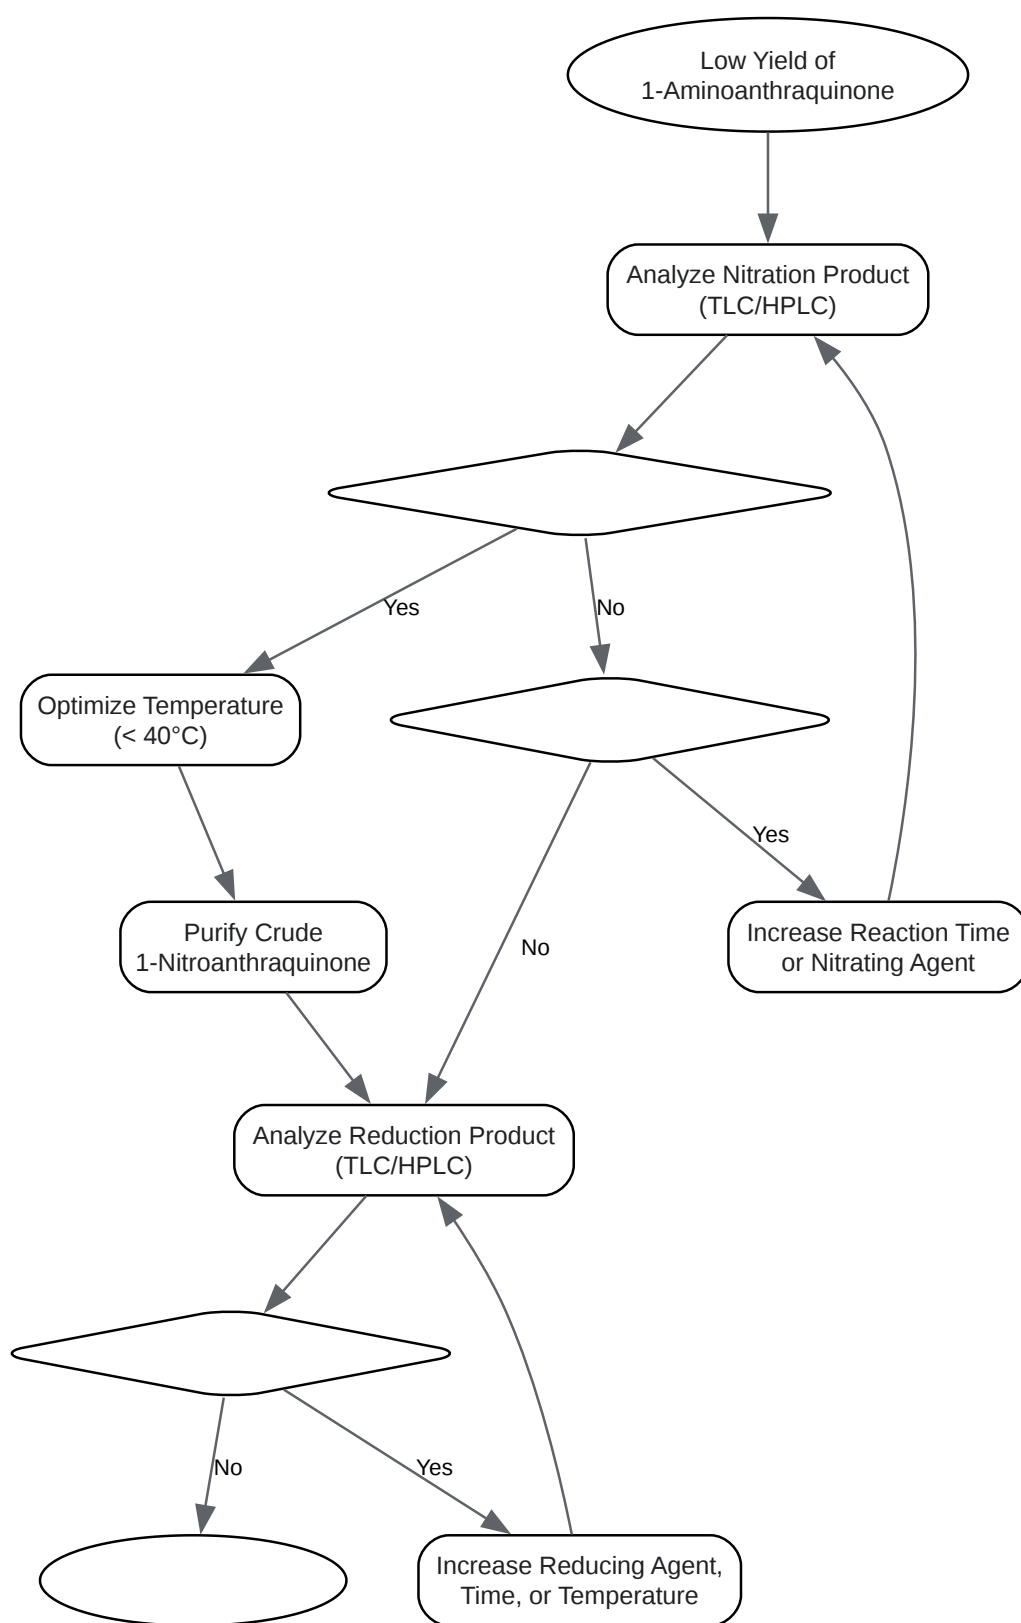 Low Yield of
1-Aminoanthraquinone
Analyze Nitration Product
(TLC/HPLC)
Yes
No
Optimize Temperature
(< 40°C)
Yes
Purify Crude
1-Nitroanthraquinone
No
Increase Reaction Time
or Nitrating Agent
Analyze Reduction Product
(TLC/HPLC)
No
Yes
Increase Reducing Agent,
Time, or Temperature